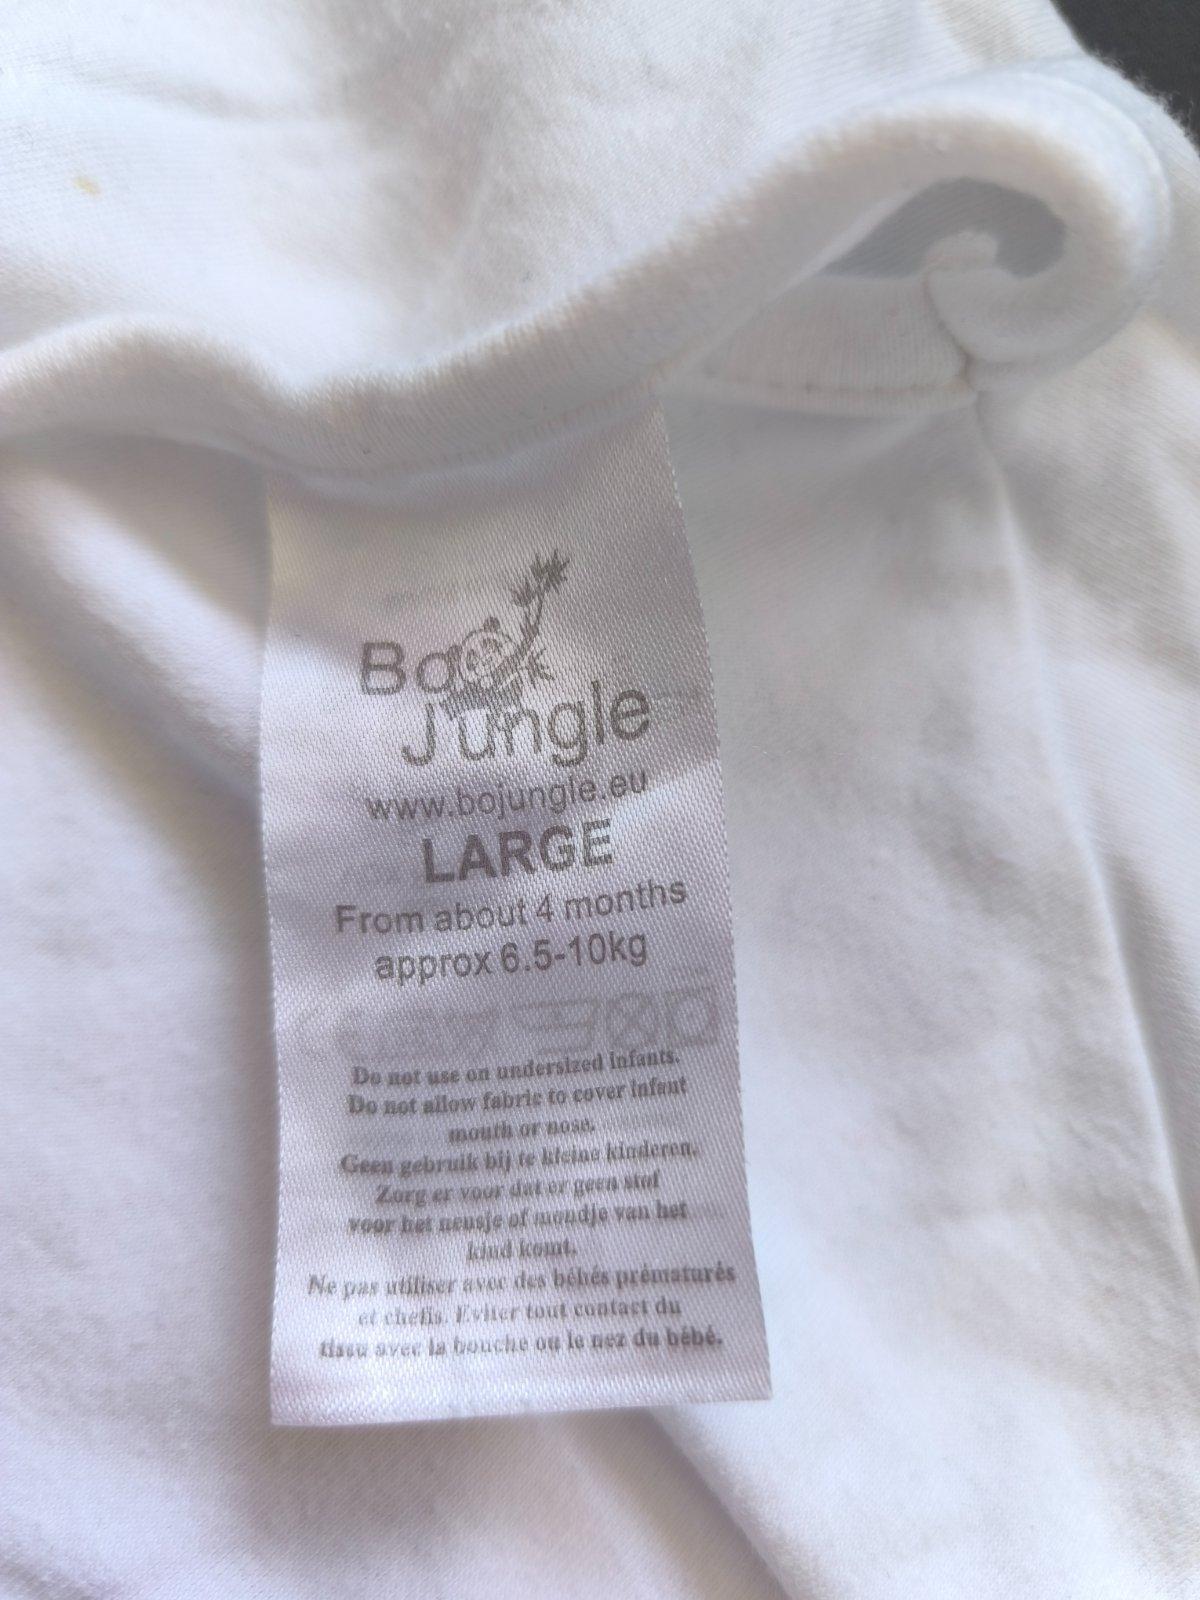 Bo Jungle
www.bojungle.eu
LARGE
From about 4 months
approx 6.5-10kg
Do not use on undersized infants.
Do not allow fabric to cover infant
mouth or nose.
Geen gebruik bij te kleine kinderen.
Zorg er voor dat er geen stof
voor het neusje of mondje van het
kind komt.
Ne pas utiliser avec des bébés prématurés
et chetifs. Eviter tout contact du
tissu avec la bouche ou le nez du bébé.